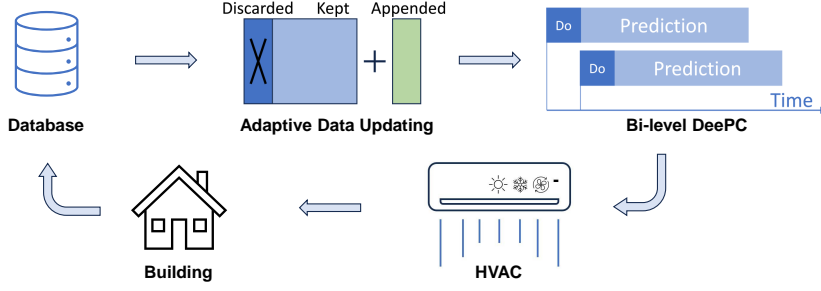 Discarded Kept Appended
+
Do Prediction
Do Prediction
Time
Database
Adaptive Data Updating
Bi-level DeePC
Building
HVAC